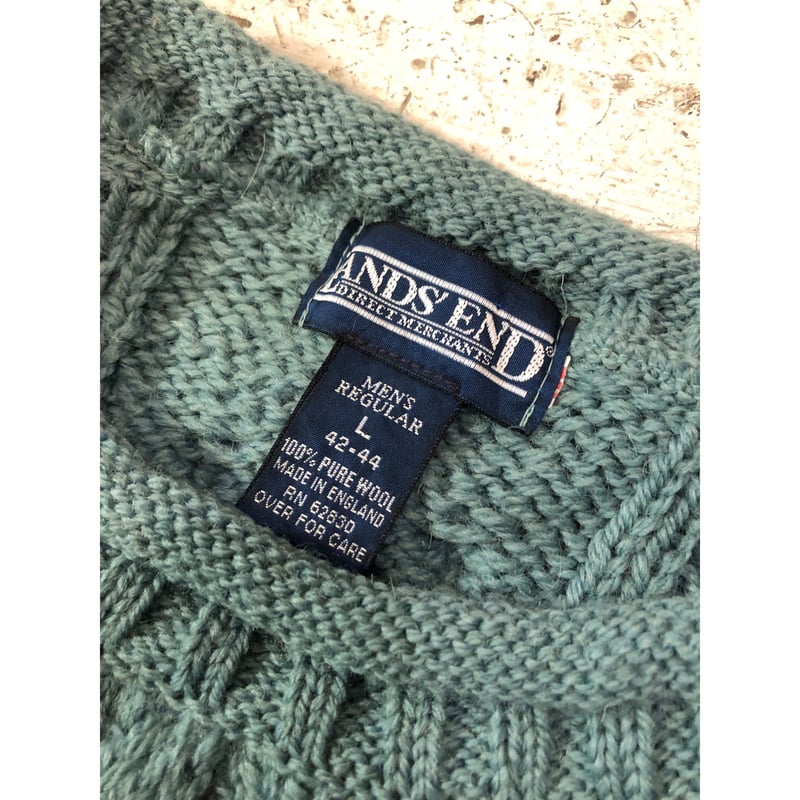 LANDS' END®
DIRECT MERCHANTS
MEN'S
REGULAR
L
42-44
100% PURE WOOL
MADE IN ENGLAND
RN 62830
OVER FOR CARE